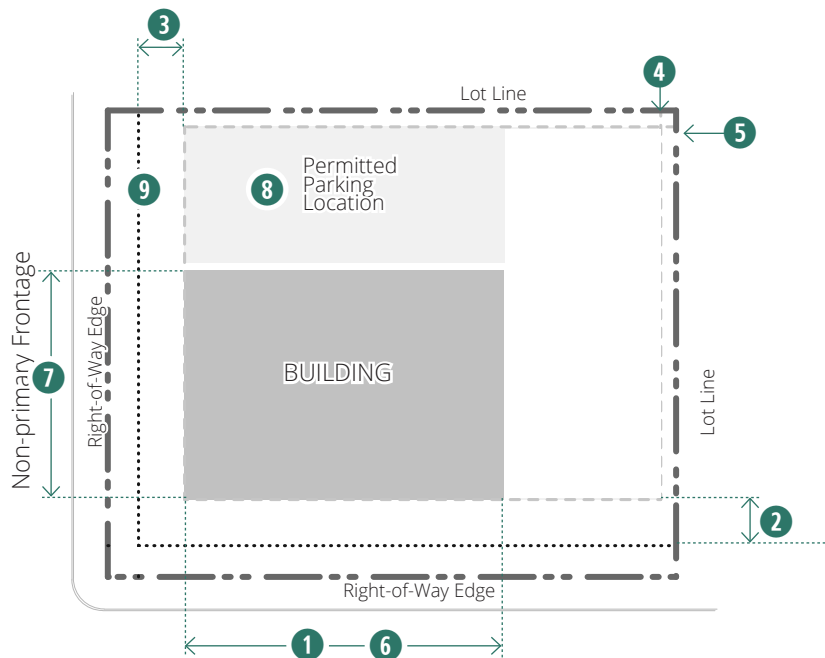 3
4
Lot Line
5
9
8
Permitted
Parking
Location
Non-primary Frontage
Right-of-Way Edge
7
BUILDING
Lot Line
2
Right-of-Way Edge
1
6